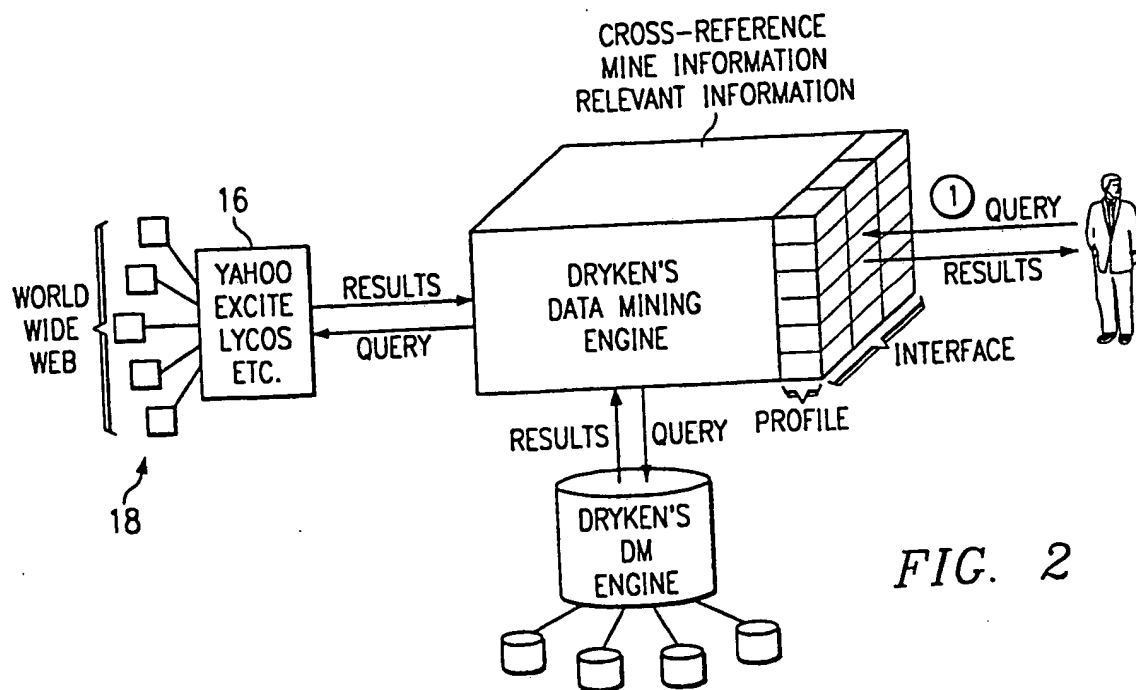 CROSS-REFERENCE
MINE INFORMATION
RELEVANT INFORMATION
16
1
QUERY
RESULTS
WORLD
WIDE
WEB
YAHOO
EXCITE
LYCOS
ETC.
RESULTS
QUERY
DRYKEN'S
DATA MINING
ENGINE
INTERFACE
PROFILE
RESULTS
QUERY
18
DRYKEN'S
DM
ENGINE
FIG. 2